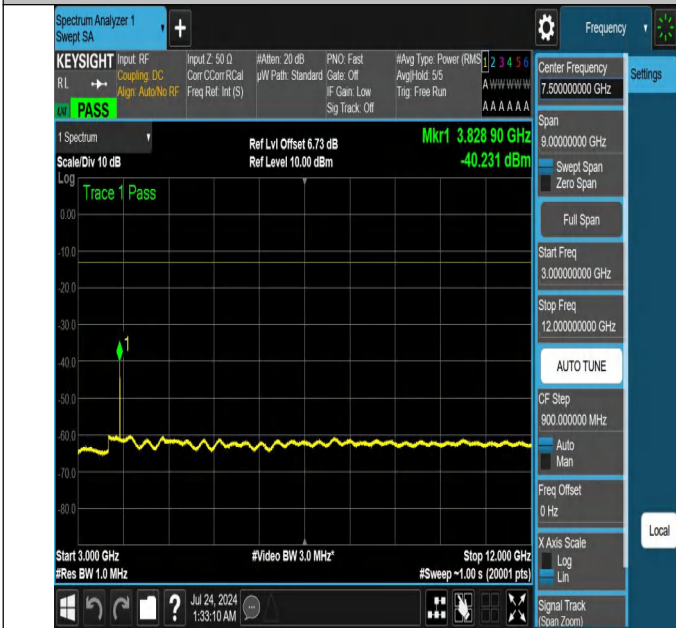 Spectrum Analyzer 1
Swept SA
+
Frequency
KEYSIGHT
Input: RF
Coupling: DC
Align: Auto/No RF
Input Z: 50 Ω
Corr CCorr RCal
Freq Ref: Int (S)
#Atten: 20 dB
µW Path: Standard
PNO: Fast
Gate: Off
IF Gain: Low
Sig Track: Off
#Avg Type: Power (RMS
Avg|Hold: 5/5
Trig: Free Run
1 2 3 4 5 6
A W W W W W
A A A A A A
R L
PASS
Center Frequency
7.500000000 GHz
Settings
Span
9.00000000 GHz
Swept Span
Zero Span
Full Span
Start Freq
3.000000000 GHz
Stop Freq
12.000000000 GHz
AUTO TUNE
CF Step
900.000000 MHz
Auto
Man
Freq Offset
0 Hz
X Axis Scale
Log
Lin
Signal Track
(Span Zoom)
Local
1 Spectrum
Scale/Div 10 dB
Ref Lvl Offset 6.73 dB
Ref Level 10.00 dBm
Mkr1 3.828 90 GHz
-40.231 dBm
Log
Trace 1 Pass
0.00
-10.0
-20.0
-30.0
-40.0
-50.0
-60.0
-70.0
-80.0
1
Start 3.000 GHz
#Res BW 1.0 MHz
#Video BW 3.0 MHz*
Stop 12.000 GHz
#Sweep ~1.00 s (20001 pts)
?
Jul 24, 2024
1:33:10 AM